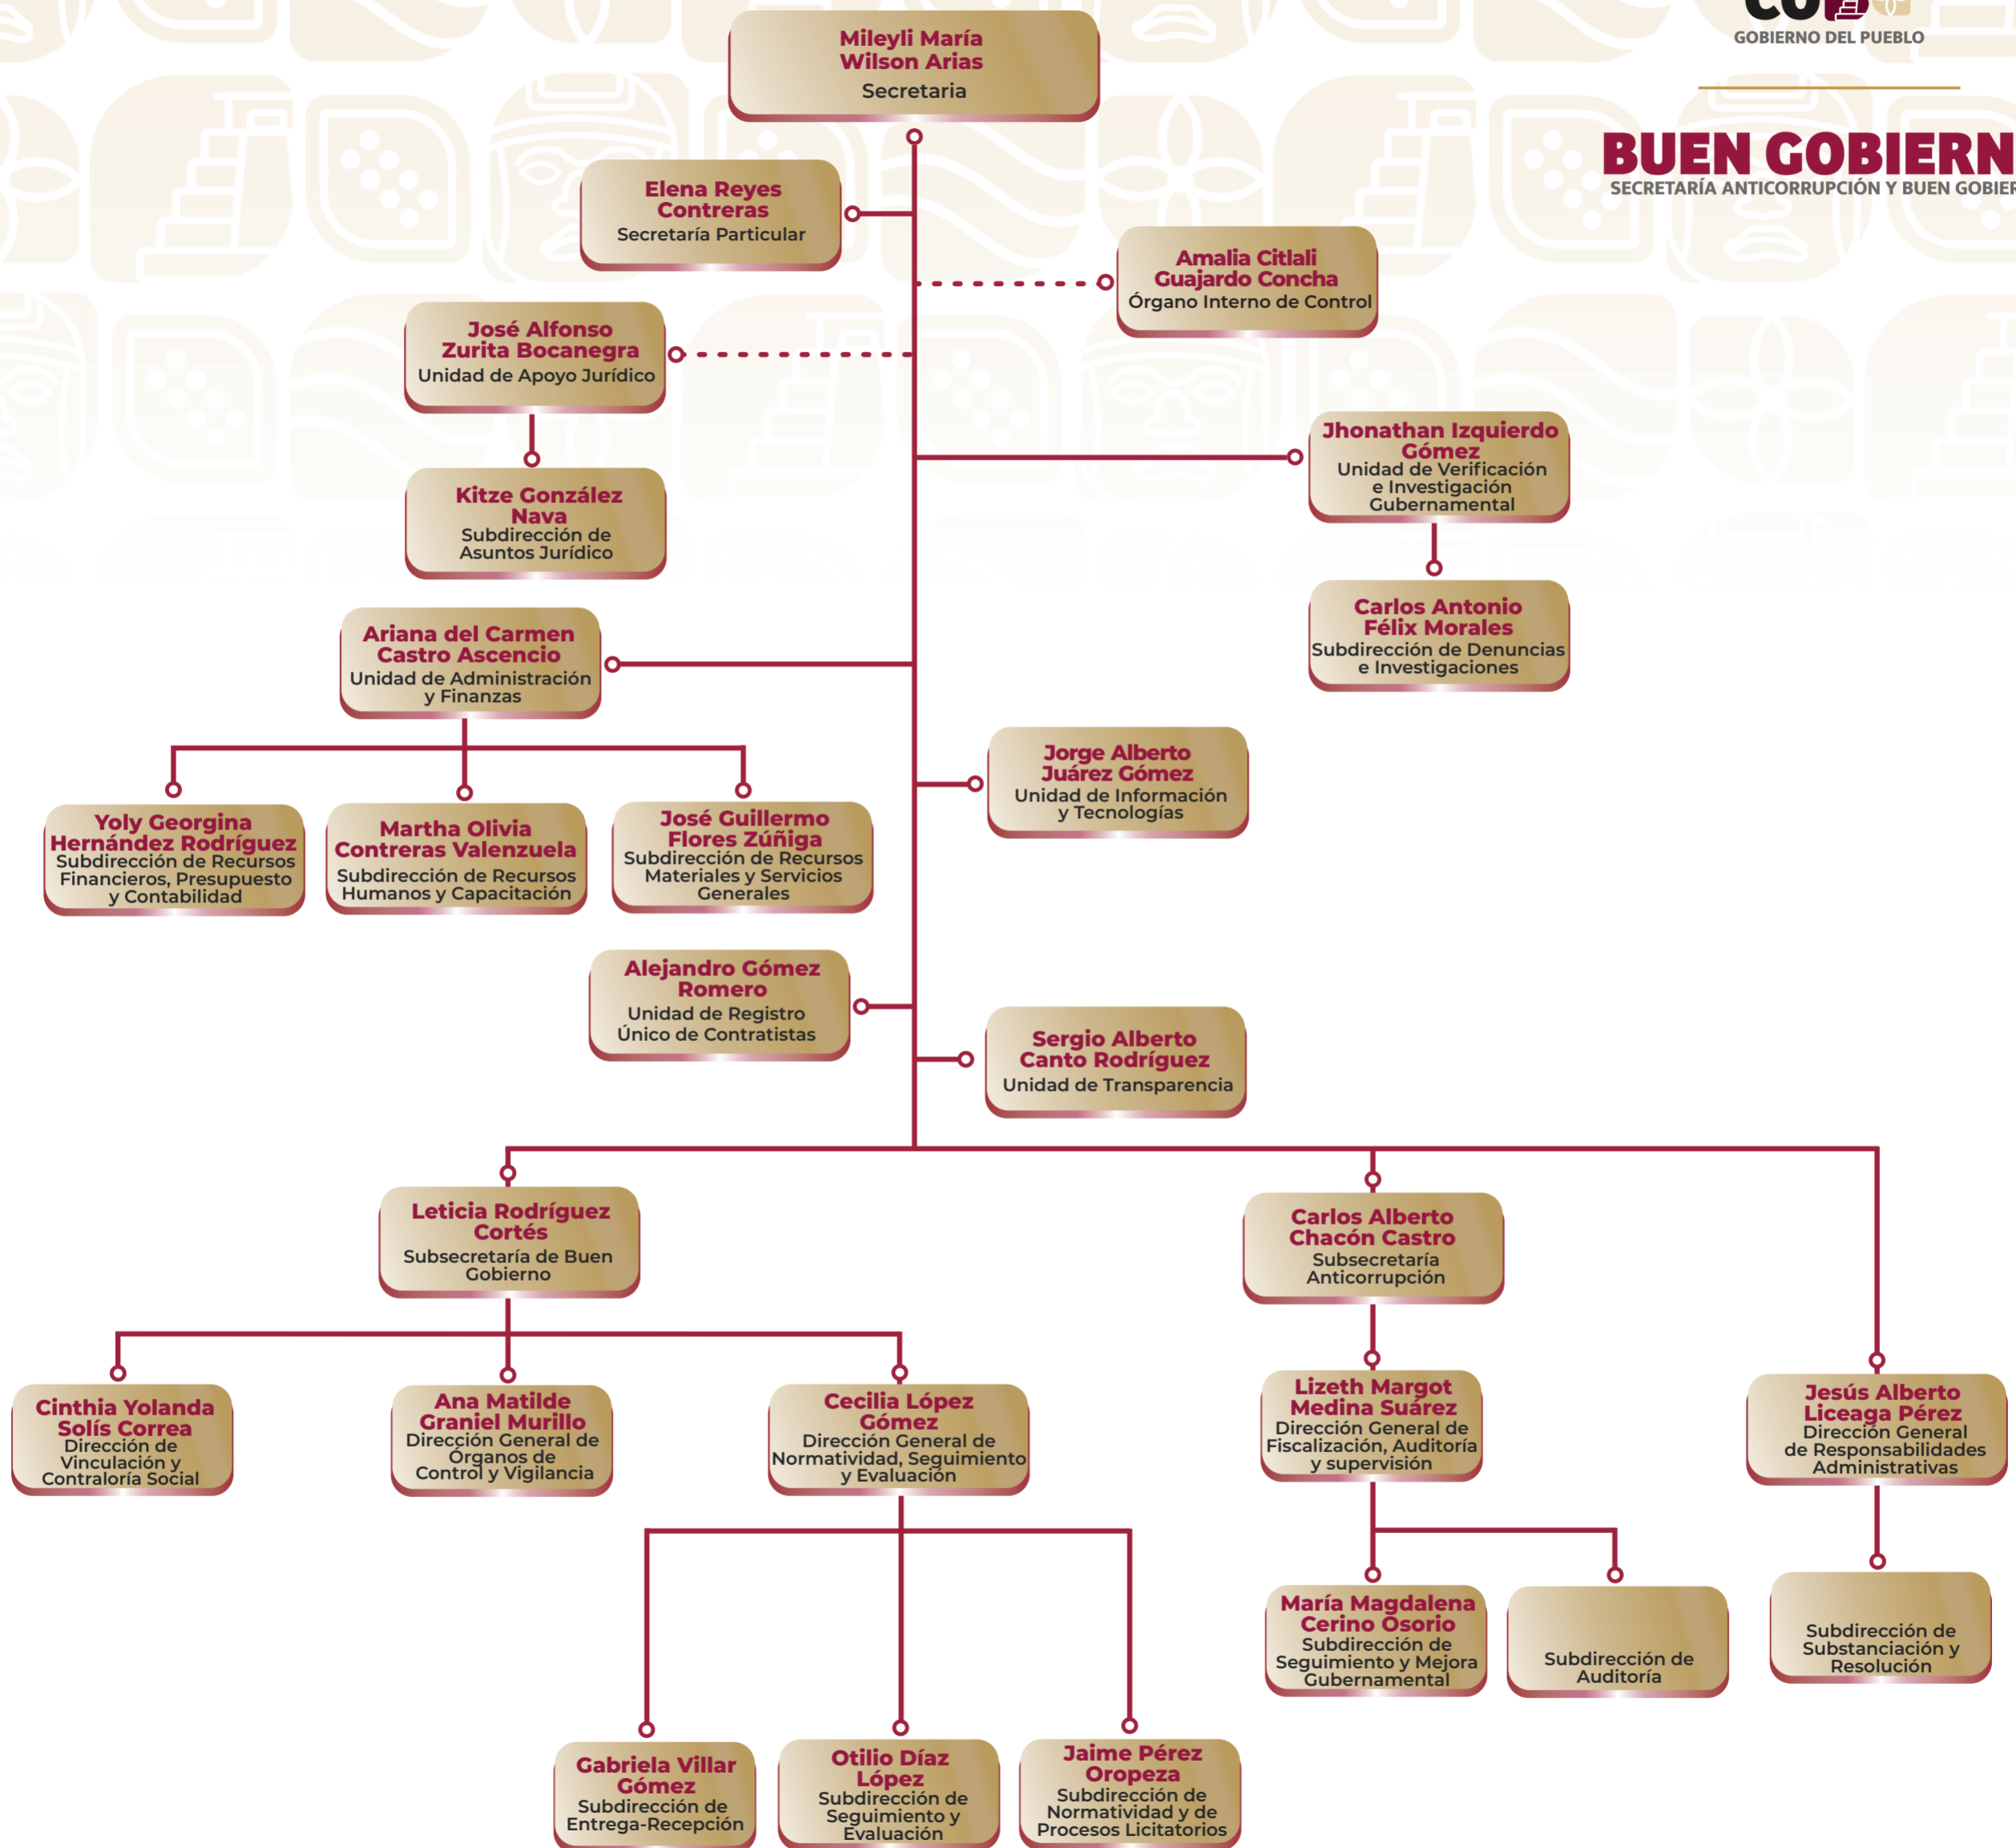 GOBIERNO DEL PUEBLO
BUEN GOBIERN
SECRETARÍA ANTICORRUPCIÓN Y BUEN GOBIER
Mileyli María
Wilson Arias
Secretaria
Elena Reyes
Contreras
Secretaría Particular
Amalia Citlali
Guajardo Concha
Órgano Interno de Control
José Alfonso
Zurita Bocanegra
Unidad de Apoyo Jurídico
Jhonathan Izquierdo
Gómez
Unidad de Verificación
e Investigación
Gubernamental
Kitze González
Nava
Subdirección de
Asuntos Jurídico
Carlos Antonio
Félix Morales
Subdirección de Denuncias
e Investigaciones
Ariana del Carmen
Castro Ascencio
Unidad de Administración
y Finanzas
Jorge Alberto
Juárez Gómez
Unidad de Información
y Tecnologías
Yoly Georgina
Hernández Rodríguez
Subdirección de Recursos
Financieros, Presupuesto
y Contabilidad
Martha Olivia
Contreras Valenzuela
Subdirección de Recursos
Humanos y Capacitación
José Guillermo
Flores Zúñiga
Subdirección de Recursos
Materiales y Servicios
Generales
Alejandro Gómez
Romero
Unidad de Registro
Único de Contratistas
Sergio Alberto
Canto Rodríguez
Unidad de Transparencia
Leticia Rodríguez
Cortés
Subsecretaría de Buen
Gobierno
Carlos Alberto
Chacón Castro
Subsecretaría
Anticorrupción
Cinthia Yolanda
Solís Correa
Dirección de
Vinculación y
Contraloría Social
Ana Matilde
Graniel Murillo
Dirección General de
Órganos de
Control y Vigilancia
Cecilia López
Gómez
Dirección General de
Normatividad, Seguimiento
y Evaluación
Lizeth Margot
Medina Suárez
Dirección General de
Fiscalización, Auditoría
y supervisión
Jesús Alberto
Liceaga Pérez
Dirección General
de Responsabilidades
Administrativas
María Magdalena
Cerino Osorio
Subdirección de
Seguimiento y Mejora
Gubernamental
Subdirección de
Auditoría
Subdirección de
Substanciación y
Resolución
Gabriela Villar
Gómez
Subdirección de
Entrega-Recepción
Otilio Díaz
López
Subdirección de
Seguimiento y
Evaluación
Jaime Pérez
Oropeza
Subdirección de
Normatividad y de
Procesos Licitatorios